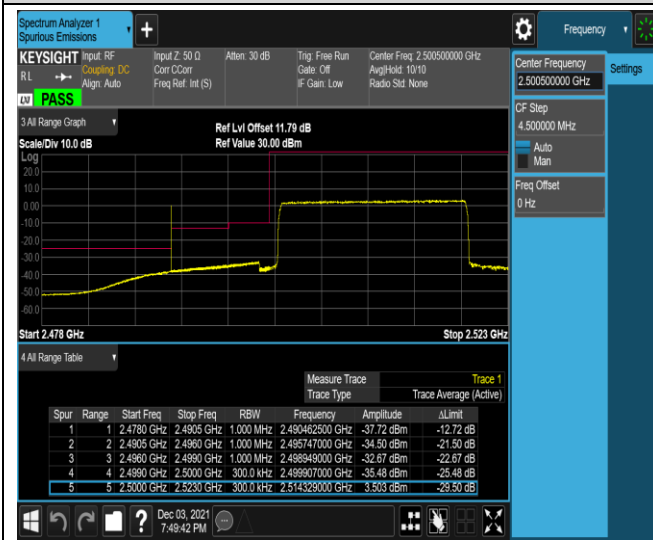 Spectrum Analyzer 1
Spurious Emissions
Frequency
KEYSIGHT Input: RF Input Z: 50 Ω Atten: 30 dB Trig: Free Run Center Freq: 2.500500000 GHz
RL Coupling: DC Corr CCorr Gate: Off Avg|Hold: 10/10
Align: Auto Freq Ref: Int (S) IF Gain: Low Radio Std: None
LXI PASS
Center Frequency
2.500500000 GHz
Settings
CF Step
4.500000 MHz
Auto
Man
Freq Offset
0 Hz
3 All Range Graph
Ref Lvl Offset 11.79 dB
Scale/Div 10.0 dB Ref Value 30.00 dBm
Log
20.0
10.0
0.00
-10.0
-20.0
-30.0
-40.0
-50.0
-60.0
Start 2.478 GHz Stop 2.523 GHz
4 All Range Table
Measure Trace Trace 1
Trace Type Trace Average (Active)
Spur Range Start Freq Stop Freq RBW Frequency Amplitude ΔLimit
1 1 2.4780 GHz 2.4905 GHz 1.000 MHz 2.490462500 GHz -37.72 dBm -12.72 dB
2 2 2.4905 GHz 2.4960 GHz 1.000 MHz 2.495747000 GHz -34.50 dBm -21.50 dB
3 3 2.4960 GHz 2.4990 GHz 1.000 MHz 2.498949000 GHz -32.67 dBm -22.67 dB
4 4 2.4990 GHz 2.5000 GHz 300.0 kHz 2.499907000 GHz -35.48 dBm -25.48 dB
5 5 2.5000 GHz 2.5230 GHz 300.0 kHz 2.514329000 GHz 3.503 dBm -29.50 dB
Dec 03, 2021
7:49:42 PM